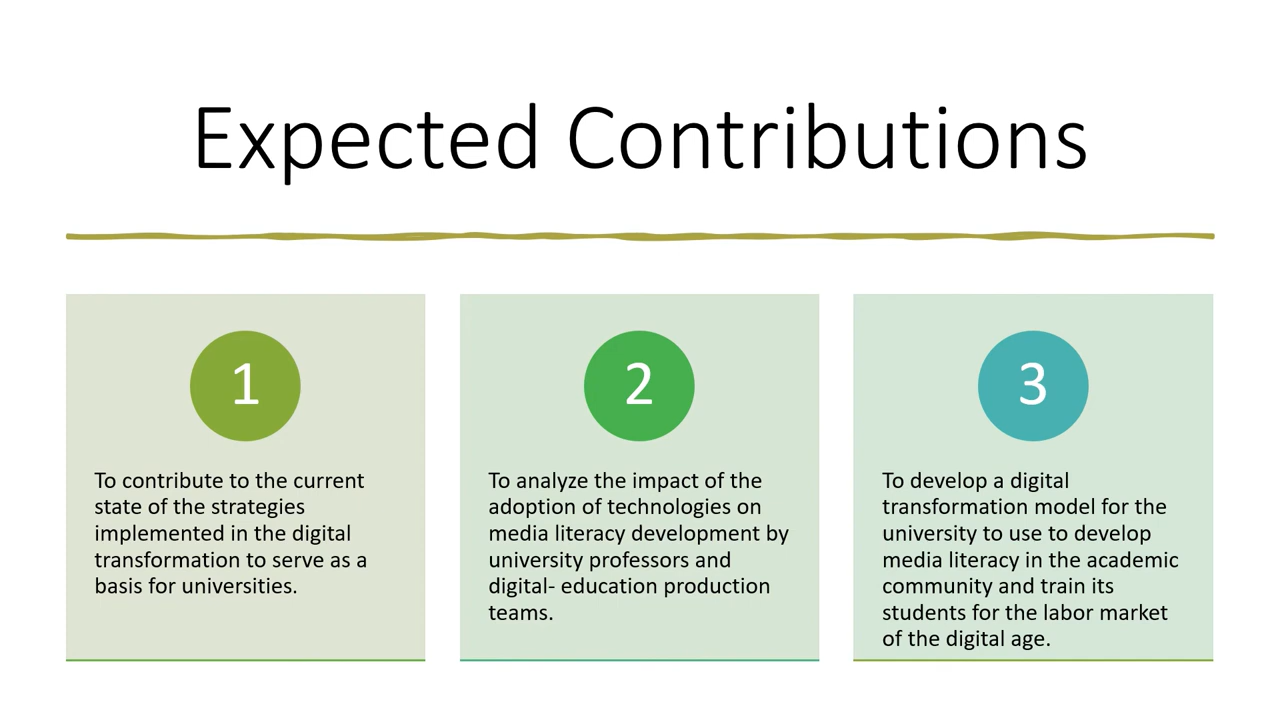 Expected Contributions
1
To contribute to the current
state of the strategies
implemented in the digital
transformation to serve as a
basis for universities.
2
To analyze the impact of the
adoption of technologies on
media literacy development by
university professors and
digital- education production
teams.
3
To develop a digital
transformation model for the
university to use to develop
media literacy in the academic
community and train its
students for the labor market
of the digital age.